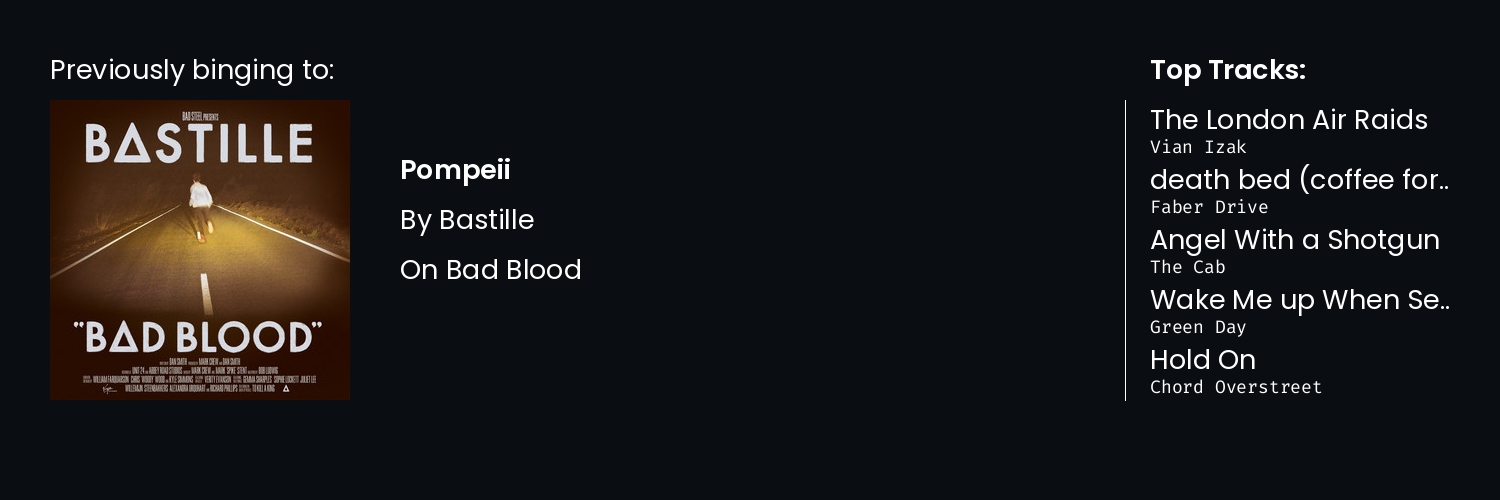 Previously binging to:
BAD STEEL PRESENTS
BASTILLE
"BAD BLOOD"
Pompeii
By Bastille
On Bad Blood
Top Tracks:
The London Air Raids
Vian Izak
death bed (coffee for..
Faber Drive
Angel With a Shotgun
The Cab
Wake Me up When Se..
Green Day
Hold On
Chord Overstreet